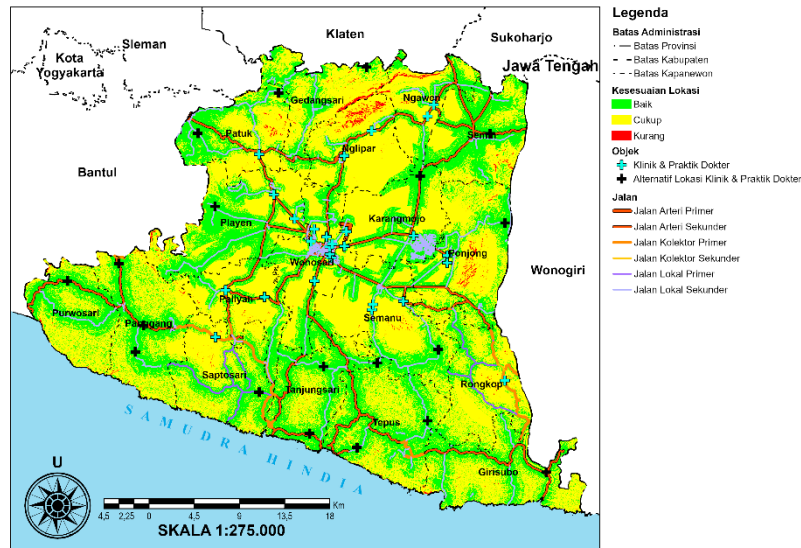 Klaten
Sukoharjo
Sleman
Kota
Yogyakarta
Jawa Tengah
Gedangsari
Ngawen
Patuk
Semin
Nglipar
Bantul
Playen
Karangmojo
Ponjong
Wonosari
Wonogiri
Paliyan
Purwosari
Panggang
Semanu
Saptosari
Tanjungsari
Rongkop
Tepus
Girisubo
SAMUDRA HINDIA
U
4,5 2,25 0 4,5 9 13,5 18
Km
SKALA 1:275.000
Legenda
Batas Administrasi
Batas Provinsi
Batas Kabupaten
Batas Kapanewon
Kesesuaian Lokasi
Baik
Cukup
Kurang
Objek
Klinik & Praktik Dokter
Alternatif Lokasi Klinik & Praktik Dokter
Jalan
Jalan Arteri Primer
Jalan Arteri Sekunder
Jalan Kolektor Primer
Jalan Kolektor Sekunder
Jalan Lokal Primer
Jalan Lokal Sekunder